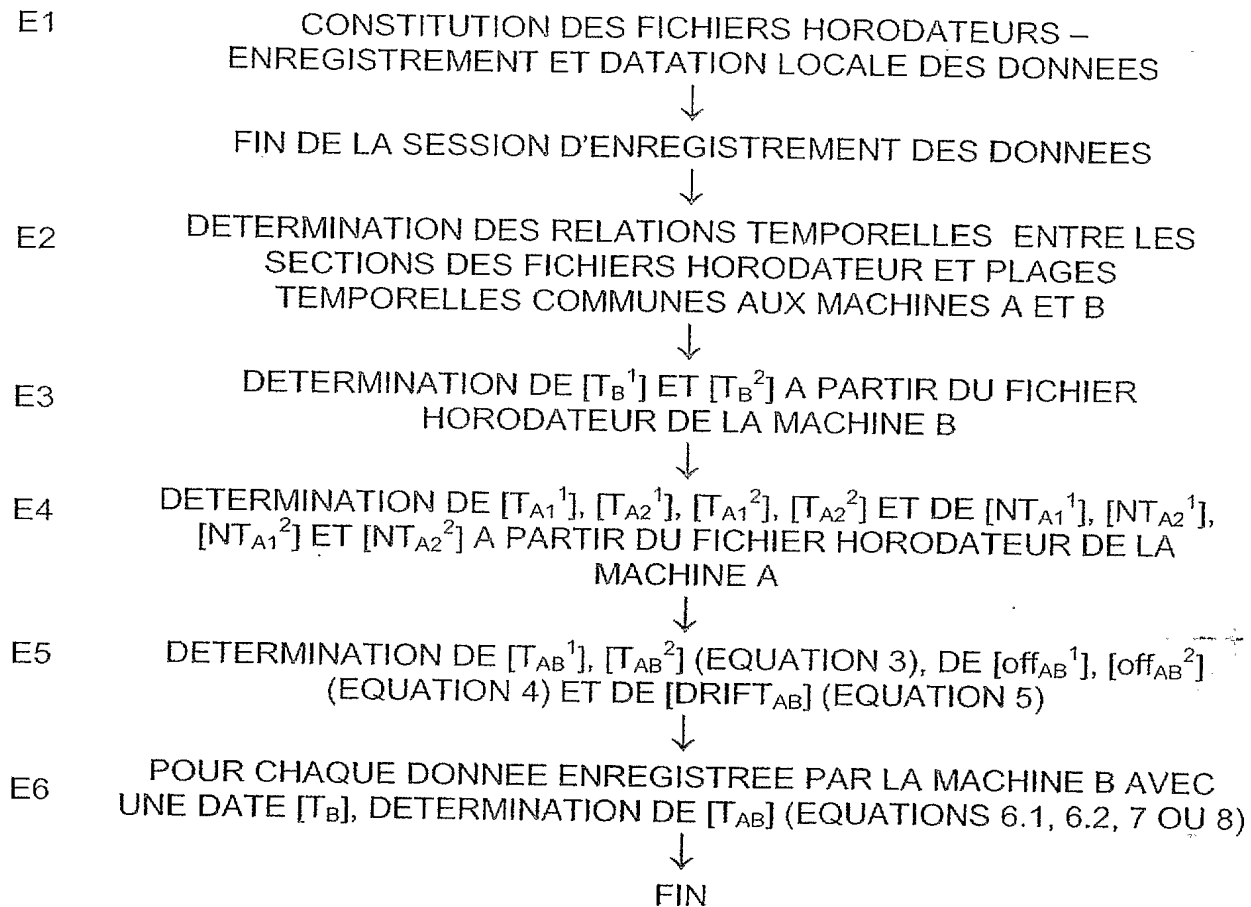 E1 CONSTITUTION DES FICHIERS HORODATEURS –
ENREGISTREMENT ET DATATION LOCALE DES DONNEES
↓
FIN DE LA SESSION D'ENREGISTREMENT DES DONNEES
↓
E2 DETERMINATION DES RELATIONS TEMPORELLES ENTRE LES
SECTIONS DES FICHIERS HORODATEUR ET PLAGES
TEMPORELLES COMMUNES AUX MACHINES A ET B
↓
E3 DETERMINATION DE [T_B^1] ET [T_B^2] A PARTIR DU FICHIER
HORODATEUR DE LA MACHINE B
↓
E4 DETERMINATION DE [T_A1^1], [T_A2^1], [T_A1^2], [T_A2^2] ET DE [NT_A1^1], [NT_A2^1],
[NT_A1^2] ET [NT_A2^2] A PARTIR DU FICHIER HORODATEUR DE LA
MACHINE A
↓
E5 DETERMINATION DE [T_AB^1], [T_AB^2] (EQUATION 3), DE [off_AB^1], [off_AB^2]
(EQUATION 4) ET DE [DRIFT_AB] (EQUATION 5)
↓
E6 POUR CHAQUE DONNEE ENREGISTREE PAR LA MACHINE B AVEC
UNE DATE [T_B], DETERMINATION DE [T_AB] (EQUATIONS 6.1, 6.2, 7 OU 8)
↓
FIN